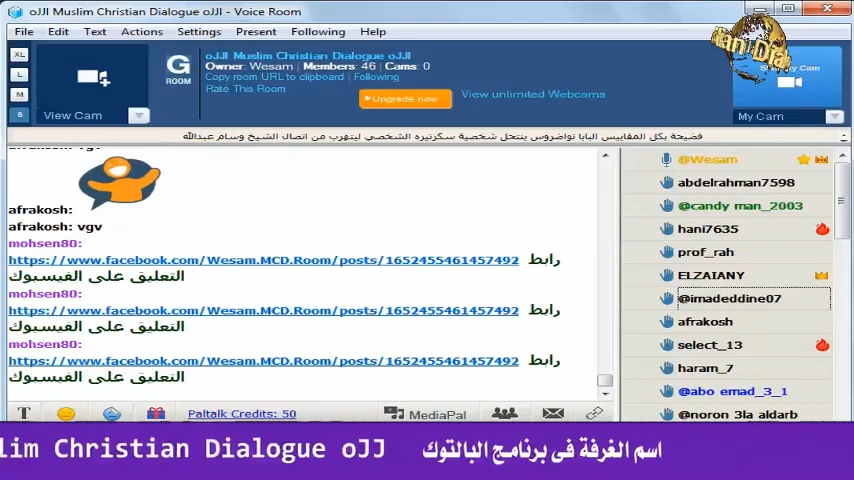 oJJI Muslim Christian Dialogue oJJI - Voice Room
File Edit Text Actions Settings Present Following Help
XL
L
M
S
View Cam
G
ROOM
oJJI Muslim Christian Dialogue oJJI
Owner: Wesam | Members: 46 | Cams: 0
Copy room URL to clipboard | Following
Rate This Room
Upgrade now
View unlimited Webcams
My Cam
فضيحة بكل المقاييس البابا تواضروس ينتحل شخصية سكرتيره الشخصي ليتهرب من اتصال الشيخ وسام عبدالله
afrakosh:
afrakosh: vgv
mohsen80:
https://www.facebook.com/Wesam.MCD.Room/posts/1652455461457492 رابط
التعليق على الفيسبوك
mohsen80:
https://www.facebook.com/Wesam.MCD.Room/posts/1652455461457492 رابط
التعليق على الفيسبوك
mohsen80:
https://www.facebook.com/Wesam.MCD.Room/posts/1652455461457492 رابط
التعليق على الفيسبوك
@Wesam
abdelrahman7598
@candy man_2003
hani7635
prof_rah
ELZAIANY
@imadeddine07
afrakosh
select_13
haram_7
@abo emad_3_1
@noron 3la aldarb
T
Paltalk Credits: 50
MediaPal
lim Christian Dialogue oJJ اسم الغرفة فى برنامج البالتوك